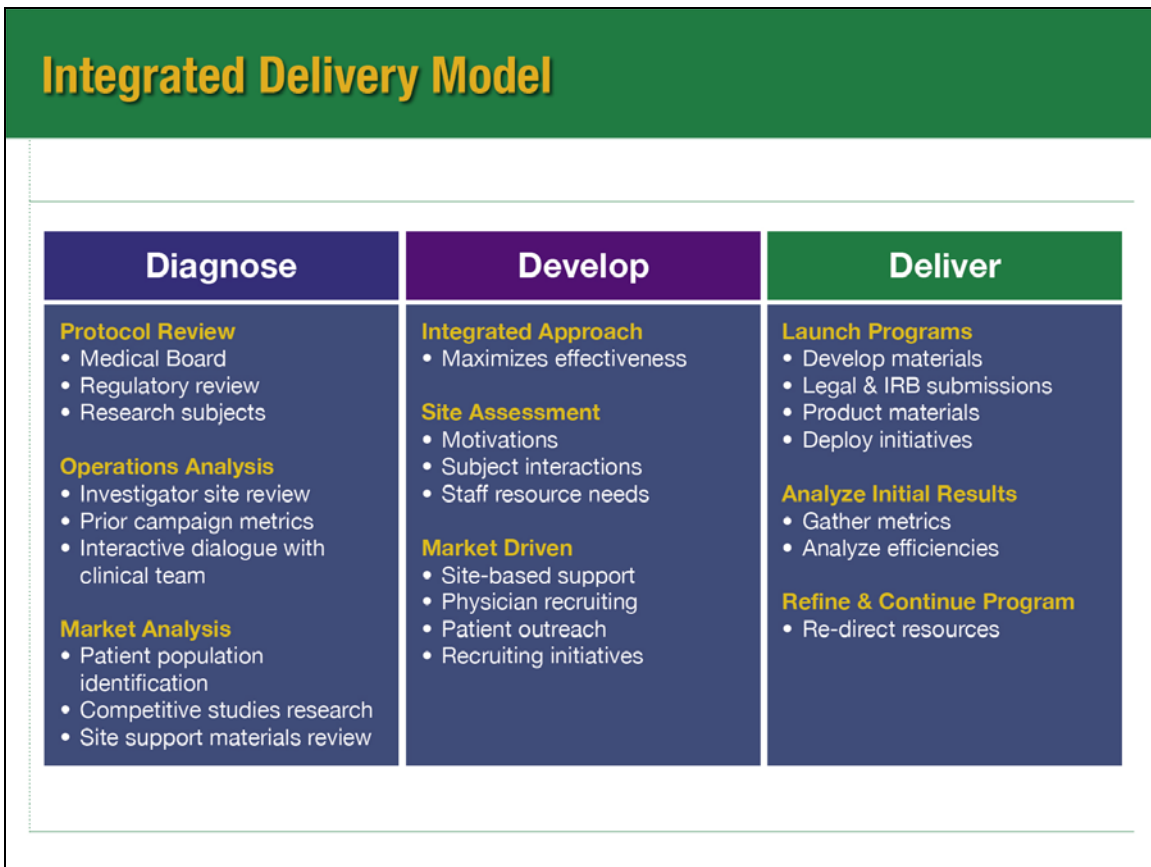 Integrated Delivery Model
Diagnose
Protocol Review
• Medical Board
• Regulatory review
• Research subjects
Operations Analysis
• Investigator site review
• Prior campaign metrics
• Interactive dialogue with
clinical team
Market Analysis
• Patient population
identification
• Competitive studies research
• Site support materials review
Develop
Integrated Approach
• Maximizes effectiveness
Site Assessment
• Motivations
• Subject interactions
• Staff resource needs
Market Driven
• Site-based support
• Physician recruiting
• Patient outreach
• Recruiting initiatives
Deliver
Launch Programs
• Develop materials
• Legal & IRB submissions
• Product materials
• Deploy initiatives
Analyze Initial Results
• Gather metrics
• Analyze efficiencies
Refine & Continue Program
• Re-direct resources